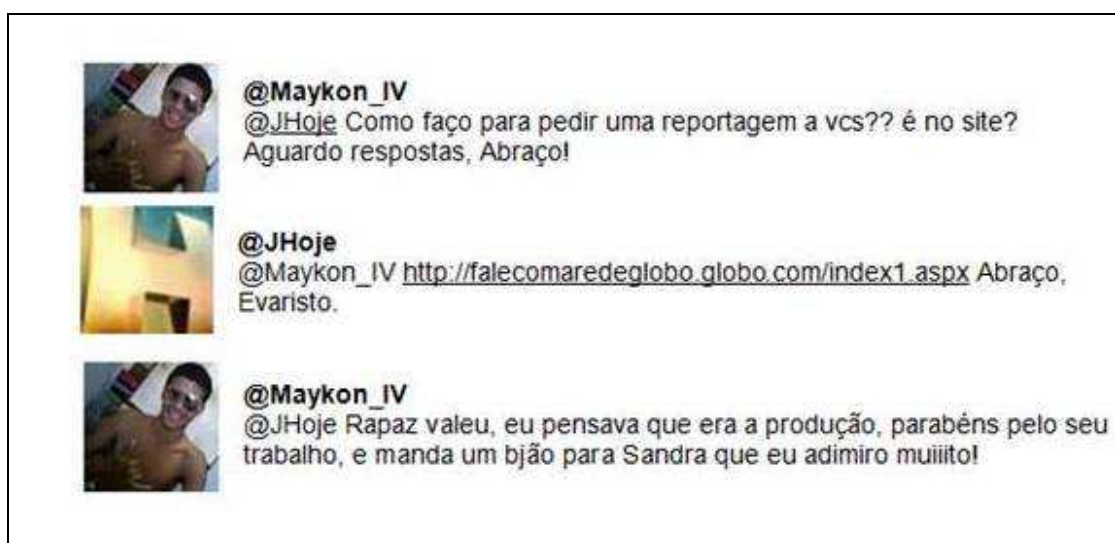 @Maykon_IV
@JHoje Como faço para pedir uma reportagem a vcs?? é no site?
Aguardo respostas, Abraço!
@JHoje
@Maykon_IV http://falecomaredeglobo.globo.com/index1.aspx Abraço,
Evaristo.
@Maykon_IV
@JHoje Rapaz valeu, eu pensava que era a produção, parabéns pelo seu
trabalho, e manda um bjão para Sandra que eu adimiro muiiito!